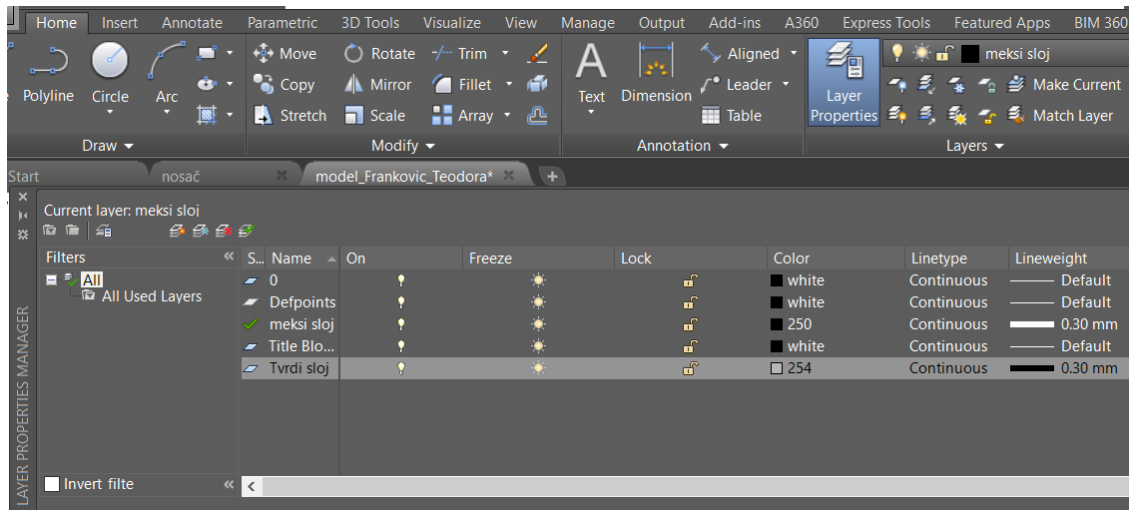 Home Insert Annotate Parametric 3D Tools Visualize View Manage Output Add-ins A360 Express Tools Featured Apps BIM 360
Polyline Circle Arc
Move Rotate Trim
Copy Mirror Fillet
Stretch Scale Array
Text Dimension
Aligned
Leader
Table
Layer Properties
meksi sloj
Make Current
Match Layer
Draw Modify Annotation Layers
Start nosač model_Frankovic_Teodora*
Current layer: meksi sloj
Filters
All
All Used Layers
S... Name On Freeze Lock Color Linetype Lineweight
0 white Continuous Default
Defpoints white Continuous Default
meksi sloj 250 Continuous 0.30 mm
Title Blo... white Continuous Default
Tvrdi sloj 254 Continuous 0.30 mm
Invert filte
LAYER PROPERTIES MANAGER